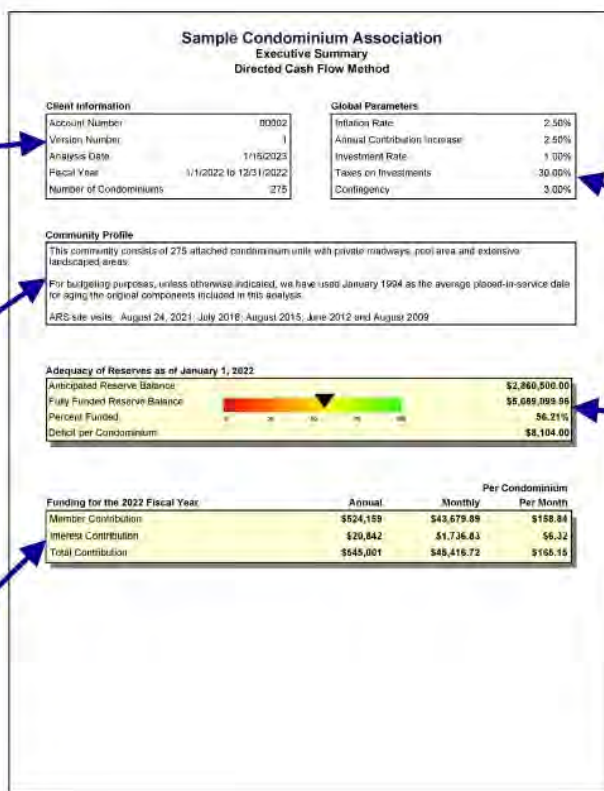 Sample Condominium Association
Executive Summary
Directed Cash Flow Method
Client Information
Account Number 00002
Version Number 1
Analysis Date 1/15/2023
Fiscal Year 1/1/2022 to 12/31/2022
Number of Condominiums 275
Global Parameters
Inflation Rate 2.50%
Annual Contribution Increase 2.50%
Investment Rate 1.00%
Taxes on Investments 30.00%
Contingency 3.00%
Community Profile
This community consists of 275 attached condominium units with private roadways, pool area and extensive
landscaped areas.
For budgeting purposes, unless otherwise indicated, we have used January 1994 as the average placed-in-service date
for aging the original components included in this analysis.
ARS site visits: August 24, 2021; July 2018; August 2015; June 2012 and August 2009
Adequacy of Reserves as of January 1, 2022
Anticipated Reserve Balance $2,860,500.00
Fully Funded Reserve Balance $5,089,099.96
Percent Funded 56.21%
Deficit per Condominium $8,104.00
Per Condominium
Funding for the 2022 Fiscal Year Annual Monthly Per Month
Member Contribution $524,159 $43,679.89 $158.84
Interest Contribution $20,842 $1,736.83 $6.32
Total Contribution $545,001 $45,416.72 $165.15